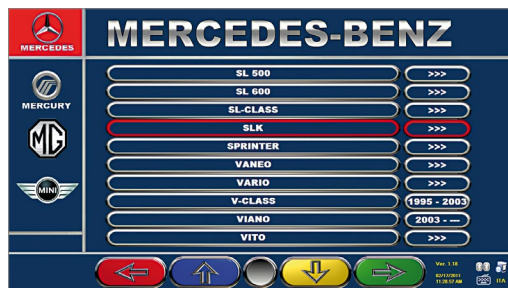 MERCEDES
MERCEDES-BENZ
MERCURY
MG
MINI
SL 500 >>>
SL 600 >>>
SL-CLASS >>>
SLK >>>
SPRINTER >>>
VANEO >>>
VARIO >>>
V-CLASS 1995 - 2003
VIANO 2003 - ---
VITO >>>
Ver. 1.18
02/17/2011
11:28:57 AM
ITA